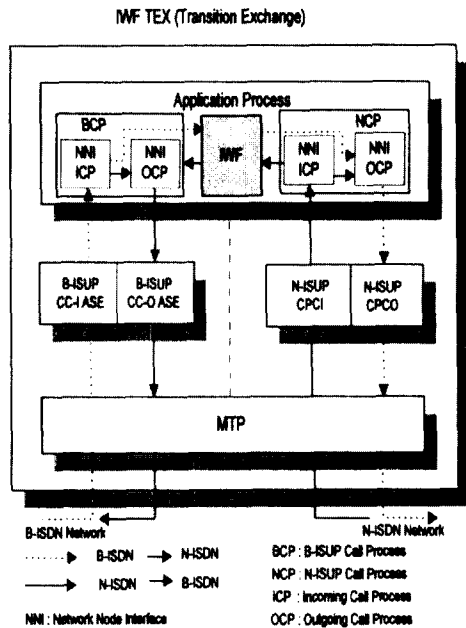 IWF TEX (Transition Exchange)
Application Process
BCP
NCP
NNI
ICP
NNI
OCP
IWF
NNI
ICP
NNI
OCP
B-ISUP
CC-I ASE
B-ISUP
CC-O ASE
N-ISUP
CPCI
N-ISUP
CPCO
MTP
B-ISDN Network
N-ISDN Network
B-ISDN N-ISDN
N-ISDN B-ISDN
NNI : Network Node Interface
BCP : B-ISUP Call Process
NCP : N-ISUP Call Process
ICP : Incoming Call Process
OCP : Outgoing Call Process